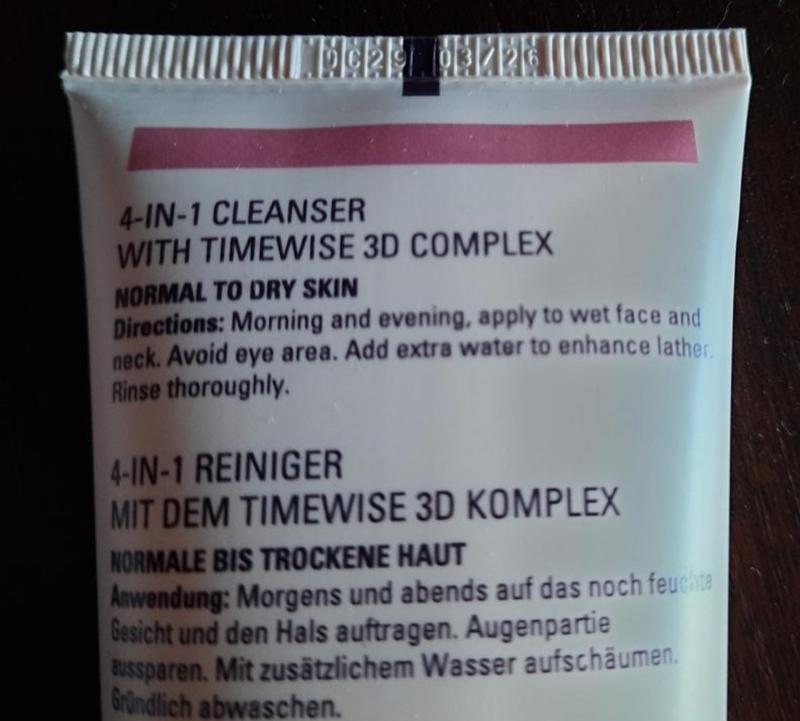 DC29 03/26
4-IN-1 CLEANSER
WITH TIMEWISE 3D COMPLEX
NORMAL TO DRY SKIN
Directions: Morning and evening, apply to wet face and
neck. Avoid eye area. Add extra water to enhance lather.
Rinse thoroughly.
4-IN-1 REINIGER
MIT DEM TIMEWISE 3D KOMPLEX
NORMALE BIS TROCKENE HAUT
Anwendung: Morgens und abends auf das noch feuchte
Gesicht und den Hals auftragen. Augenpartie
aussparen. Mit zusätzlichem Wasser aufschäumen.
Gründlich abwaschen.